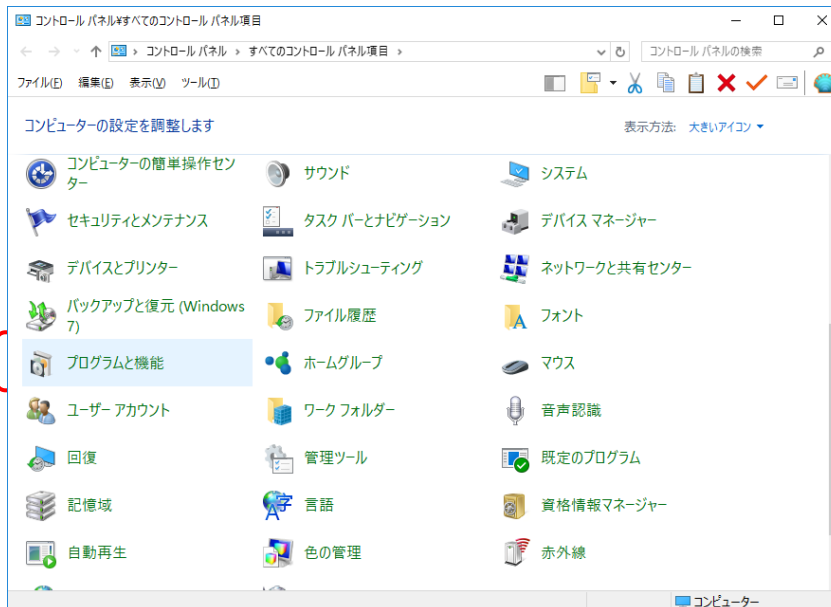 コントロール パネル¥すべてのコントロール パネル項目
コントロール パネル › すべてのコントロール パネル項目 ›
コントロール パネルの検索
ファイル(F) 編集(E) 表示(V) ツール(T)
コンピューターの設定を調整します
表示方法: 大きいアイコン
コンピューターの簡単操作セン
ター
サウンド
システム
セキュリティとメンテナンス
タスク バーとナビゲーション
デバイス マネージャー
デバイスとプリンター
トラブルシューティング
ネットワークと共有センター
バックアップと復元 (Windows
7)
ファイル履歴
フォント
プログラムと機能
ホームグループ
マウス
ユーザー アカウント
ワーク フォルダー
音声認識
回復
管理ツール
既定のプログラム
記憶域
言語
資格情報マネージャー
自動再生
色の管理
赤外線
コンピューター